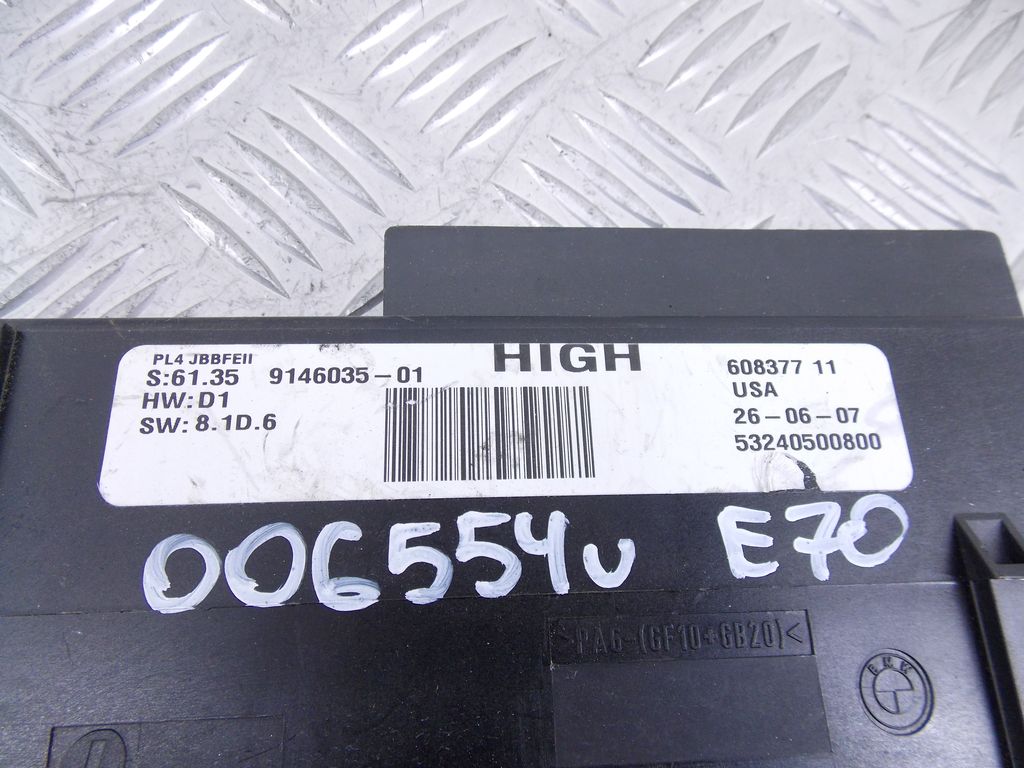 PL4 JBBFEII
S:61.35 9146035-01
HW:D1
SW: 8.1D.6
HIGH
608377 11
USA
26-06-07
53240500800
006554u E70
>PA6-(GF10+GB20)<
BMW